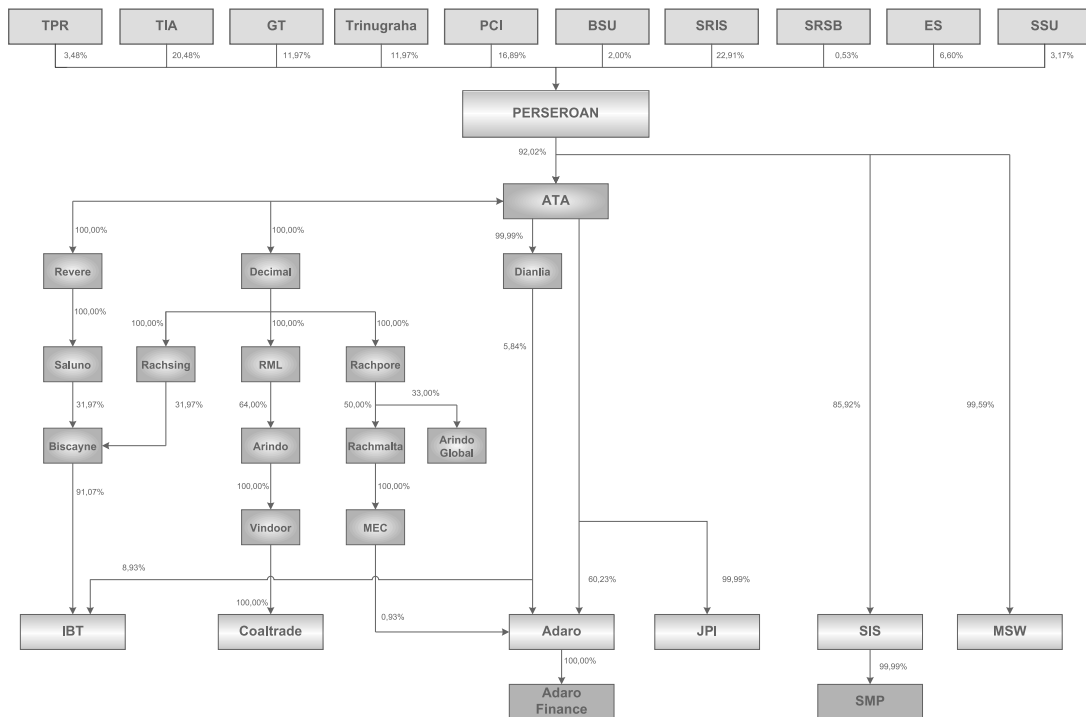 TPR
TIA
GT
Trinugraha
PCI
BSU
SRIS
SRSB
ES
SSU
3,48%
20,48%
11,97%
11,97%
16,89%
2,00%
22,91%
0,53%
6,60%
3,17%
PERSEROAN
92,02%
ATA
100,00%
100,00%
99,99%
Revere
Decimal
Dianlia
100,00%
100,00%
100,00%
100,00%
5,84%
Saluno
Rachsing
RML
Rachpore
31,97%
31,97%
64,00%
50,00%
33,00%
85,92%
99,59%
Biscayne
Arindo
Rachmalta
Arindo
Global
91,07%
100,00%
100,00%
Vindoor
MEC
8,93%
60,23%
99,99%
100,00%
0,93%
IBT
Coaltrade
Adaro
JPI
SIS
MSW
100,00%
99,99%
Adaro
Finance
SMP